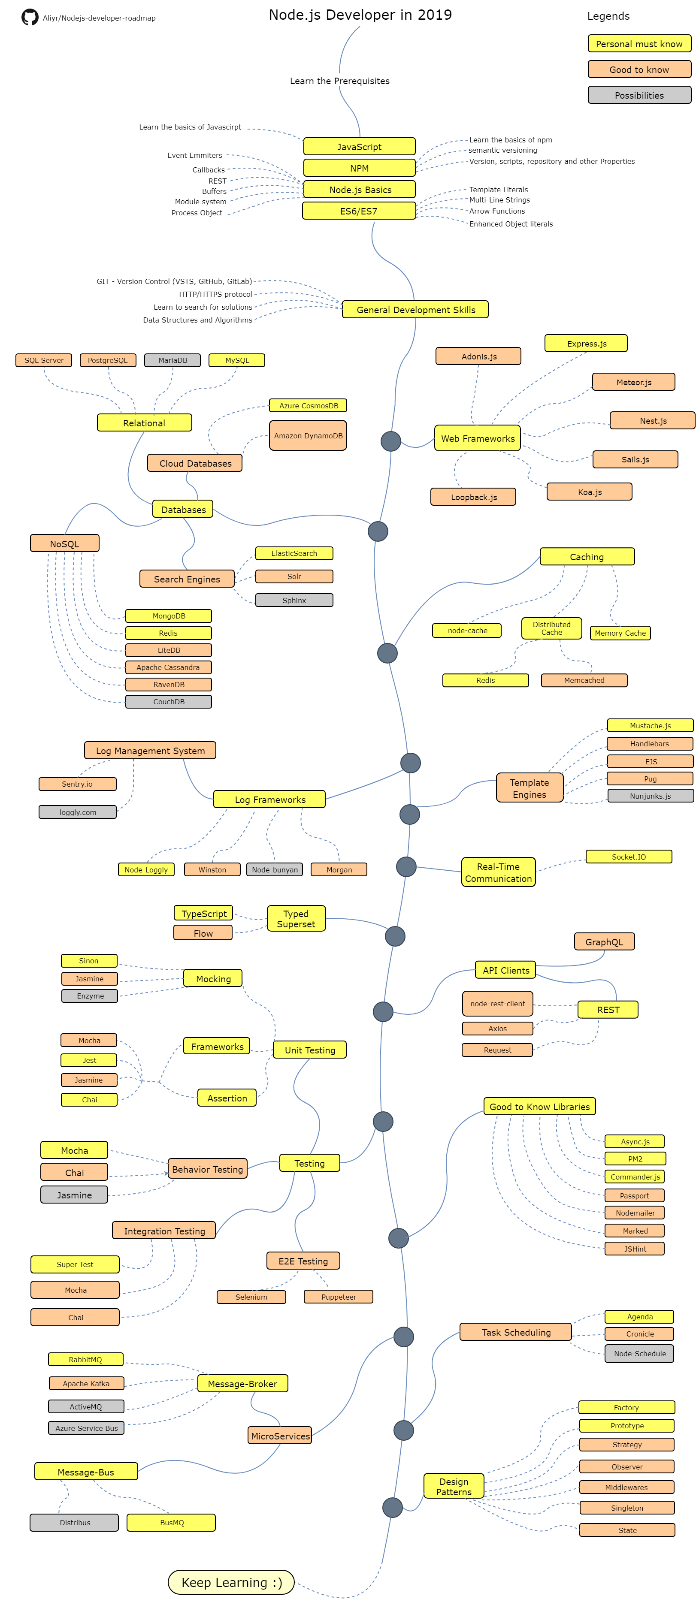 Aliyr/Nodejs-developer-roadmap
Node.js Developer in 2019
Legends
Personal must know
Good to know
Possibilities
Learn the Prerequisites
Learn the basics of Javascirpt
JavaScript
NPM
Node.js Basics
ES6/ES7
Learn the basics of npm
semantic versioning
Version, scripts, repository and other Properties
Event Emmiters
Callbacks
REST
Buffers
Module system
Process Object
Template Literals
Multi Line Strings
Arrow Functions
Enhanced Object literals
GIT - Version Control (VSTS, GitHub, GitLab)
HTTP/HTTPS protocol
Learn to search for solutions
Data Structures and Algorithms
General Development Skills
SQL Server
PostgreSQL
MariaDB
MySQL
Relational
Azure CosmosDB
Amazon DynamoDB
Cloud Databases
Databases
NoSQL
Search Engines
ElasticSearch
Solr
Sphinx
MongoDB
Redis
LiteDB
Apache Cassandra
RavenDB
CouchDB
Adonis.js
Express.js
Meteor.js
Nest.js
Sails.js
Koa.js
Loopback.js
Web Frameworks
Caching
node-cache
Distributed
Cache
Memory Cache
Redis
Memcached
Log Management System
Sentry.io
loggly.com
Log Frameworks
Node Loggly
Winston
Node bunyan
Morgan
Template
Engines
Mustache.js
Handlebars
EJS
Pug
Nunjunks.js
Real-Time
Communication
Socket.IO
TypeScript
Flow
Typed
Superset
API Clients
GraphQL
REST
node-rest-client
Axios
Request
Sinon
Jasmine
Enzyme
Mocking
Mocha
Jest
Jasmine
Chai
Frameworks
Assertion
Unit Testing
Good to Know Libraries
Async.js
PM2
Commander.js
Passport
Nodemailer
Marked
JSHint
Mocha
Chai
Jasmine
Behavior Testing
Testing
Integration Testing
Super Test
Mocha
Chai
E2E Testing
Selenium
Puppeteer
Task Scheduling
Agenda
Cronicle
Node-Schedule
RabbitMQ
Apache Kafka
ActiveMQ
Azure Service Bus
Message-Broker
MicroServices
Message-Bus
Distribus
BusMQ
Design
Patterns
Factory
Prototype
Strategy
Observer
Middlewares
Singleton
State
Keep Learning :)